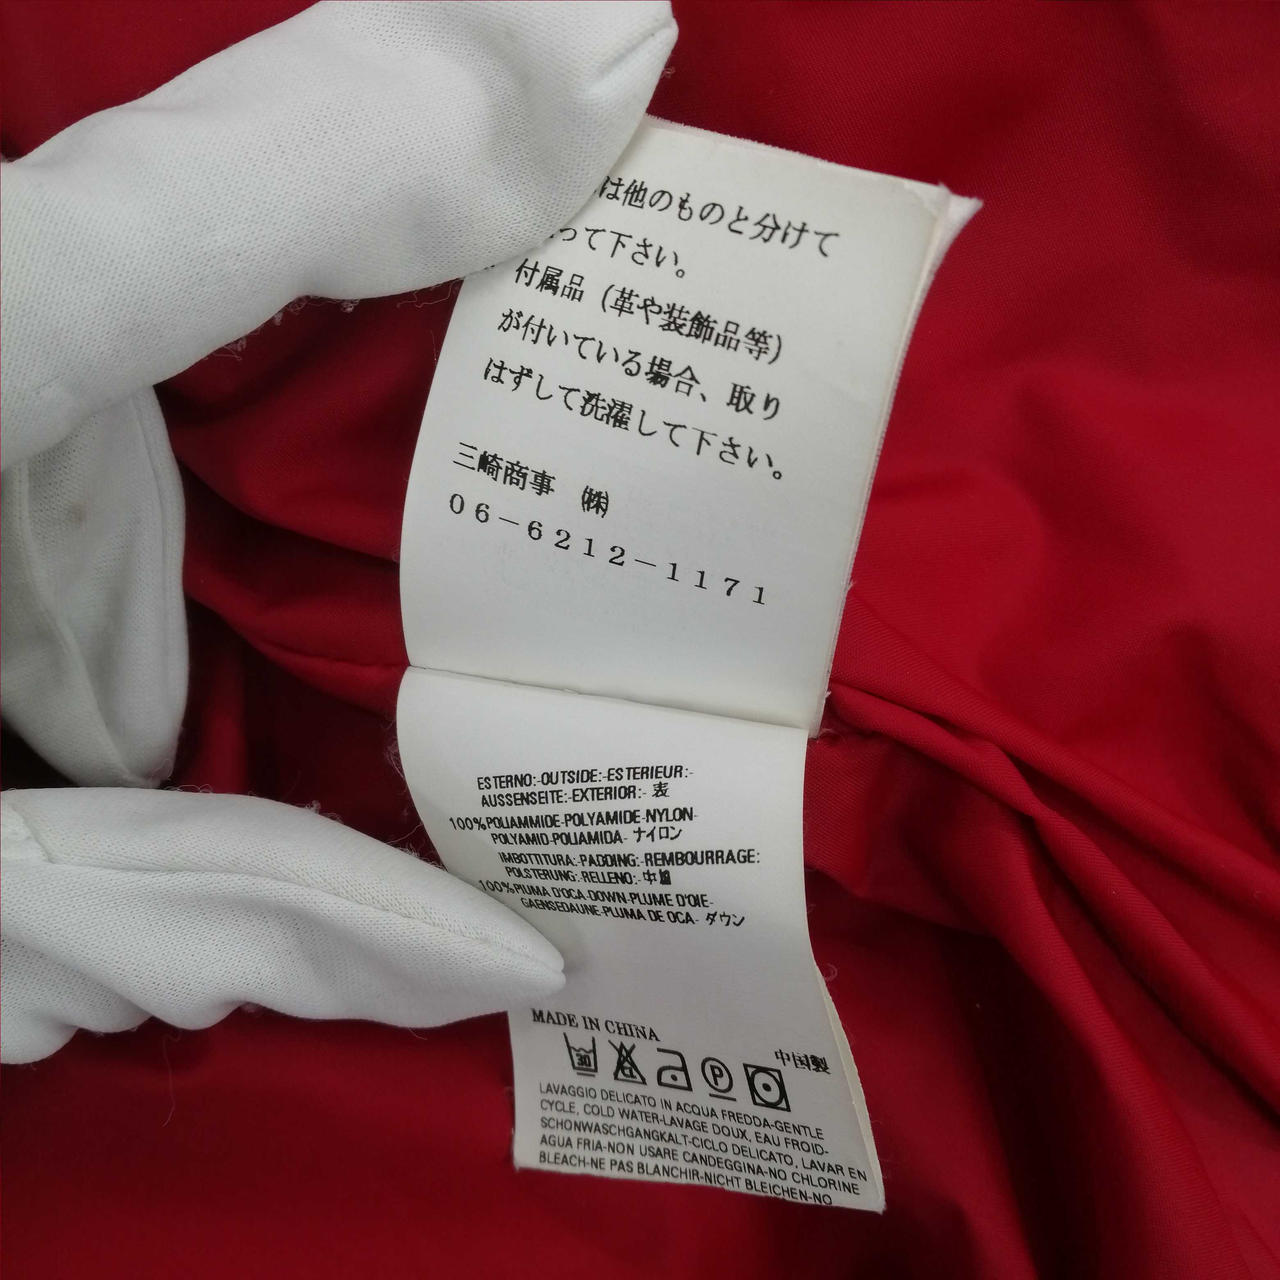 は他のものと分けて
って下さい。
付属品（革や装飾品等）
が付いている場合、取り
はずして洗濯して下さい。
三崎商事 ㈱
06-6212-1171
ESTERNO:-OUTSIDE:-ESTERIEUR:-
AUSSENSEITE:-EXTERIOR:- 表
100%POLIAMMIDE-POLYAMIDE-NYLON-
POLYAMID-POLIAMIDA- ナイロン
IMBOTTITURA:-PADDING:-REMBOURRAGE:
POLSTERUNG:-RELLENO:- 中
100%PIUMA D'OCA-DOWN-PLUME D'OIE-
GAENSEDAUNE-PLUMA DE OCA- ダウン
MADE IN CHINA
中国製
30 CL P
LAVAGGIO DELICATO IN ACQUA FREDDA-GENTLE
CYCLE, COLD WATER-LAVAGE DOUX, EAU FROID-
SCHONWASCHGANGKALT-CICLO DELICATO, LAVAR EN
AGUA FRIA-NON USARE CANDEGGINA-NO CHLORINE
BLEACH-NE PAS BLANCHIR-NICHT BLEICHEN-NO